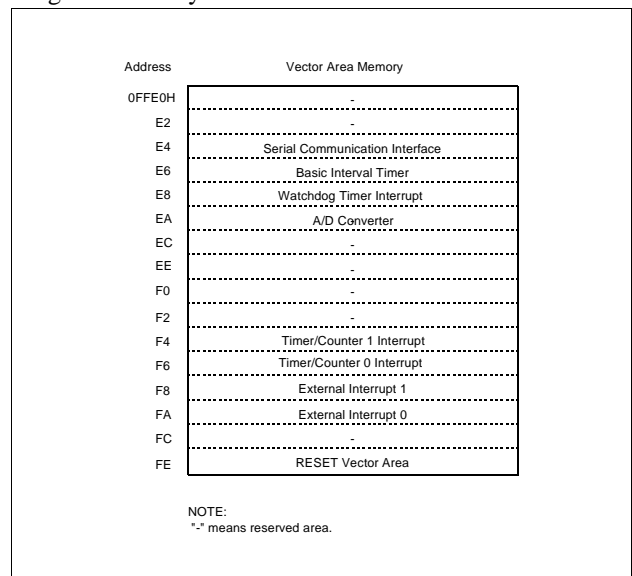 Address Vector Area Memory
0FFE0H -
E2 -
E4 Serial Communication Interface
E6 Basic Interval Timer
E8 Watchdog Timer Interrupt
EA A/D Converter
EC -
EE -
F0 -
F2 -
F4 Timer/Counter 1 Interrupt
F6 Timer/Counter 0 Interrupt
F8 External Interrupt 1
FA External Interrupt 0
FC -
FE RESET Vector Area
NOTE:
"-" means reserved area.